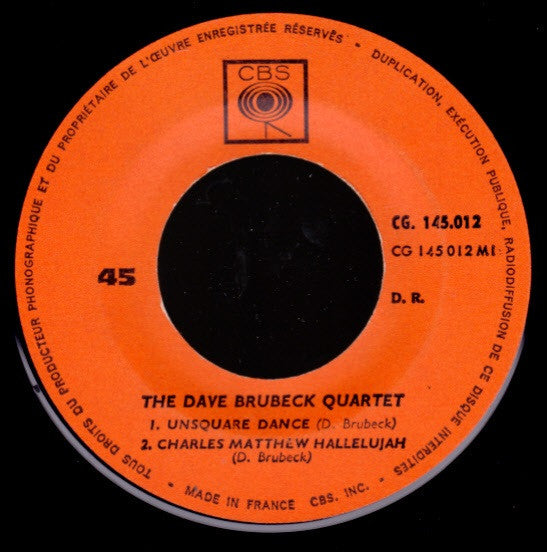 TOUS DROITS DU PRODUCTEUR PHONOGRAPHIQUE ET DU PROPRIÉTAIRE DE L'ŒUVRE ENREGISTRÉE RÉSERVÉS - DUPLICATION, EXÉCUTION PUBLIQUE, RADIODIFFUSION DE CE DISQUE INTERDITES
CBS
CG. 145.012
CG 145 012 M1
45
D. R.
THE DAVE BRUBECK QUARTET
1. UNSQUARE DANCE (D. Brubeck)
2. CHARLES MATTHEW HALLELUJAH
(D. Brubeck)
- MADE IN FRANCE CBS. INC. -